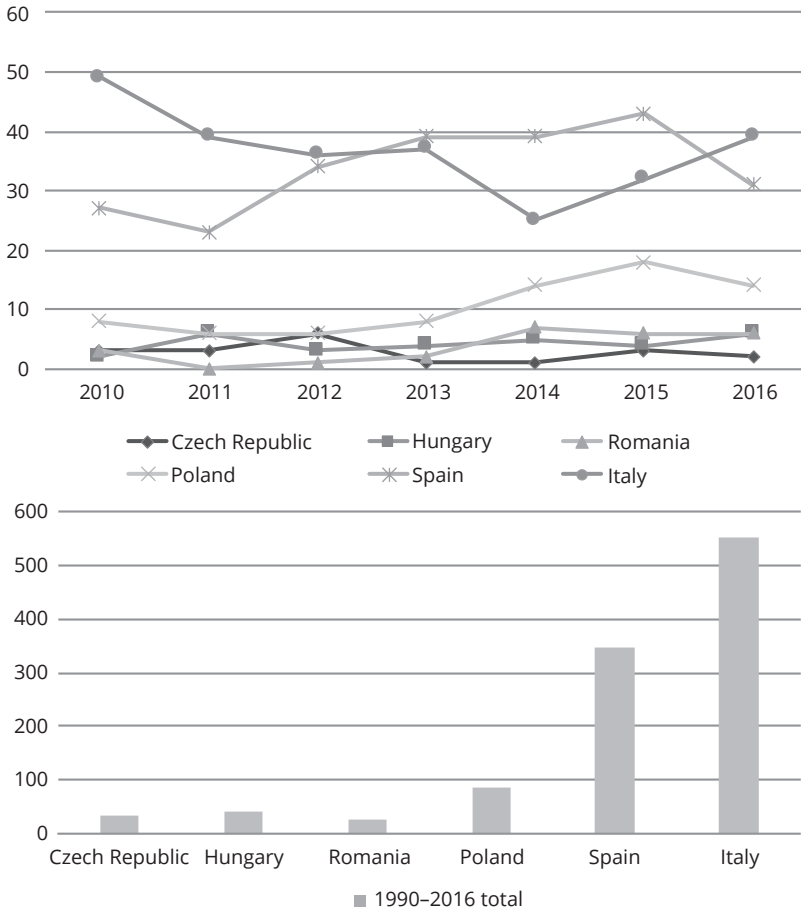 60
50
40
30
20
10
0
2010 2011 2012 2013 2014 2015 2016
Czech Republic Hungary Romania
Poland Spain Italy
600
500
400
300
200
100
0
Czech Republic Hungary Romania Poland Spain Italy
1990–2016 total